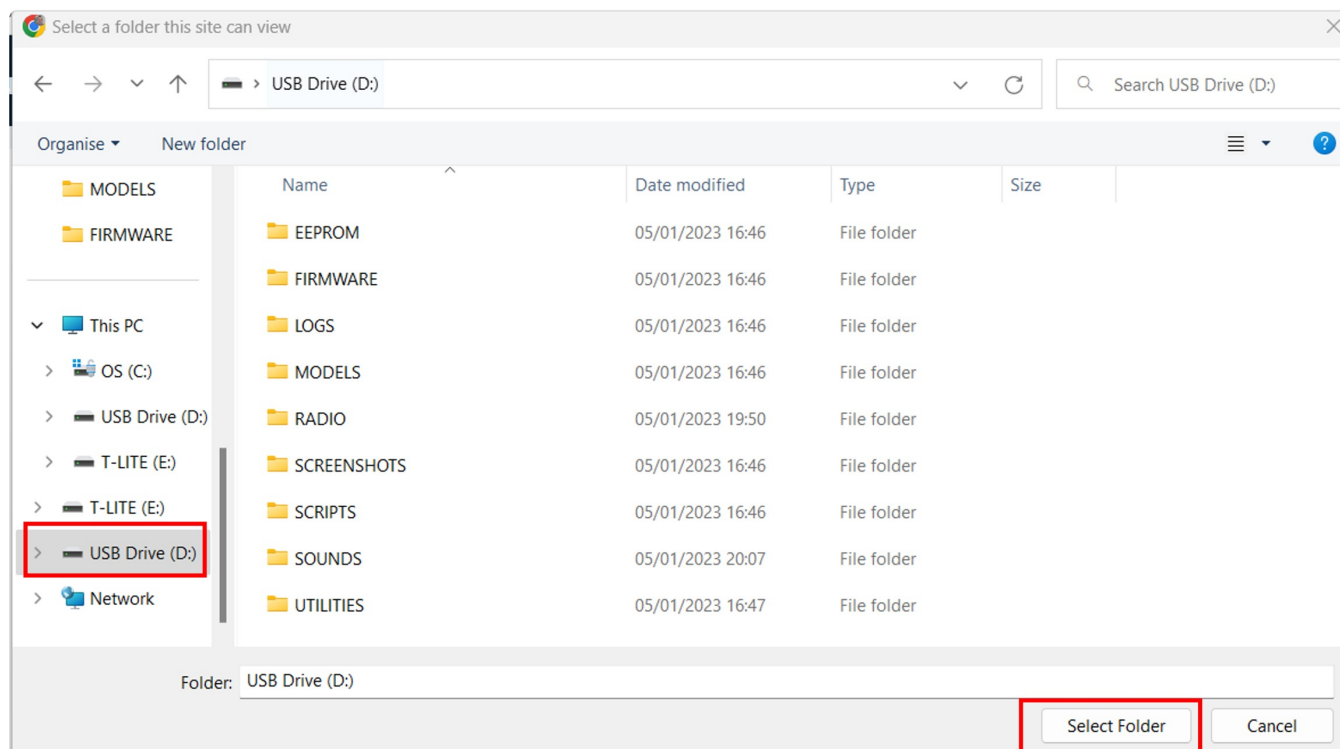 Select a folder this site can view
USB Drive (D:)
Search USB Drive (D:)
Organise
New folder
?
MODELS
FIRMWARE
This PC
OS (C:)
USB Drive (D:)
T-LITE (E:)
T-LITE (E:)
USB Drive (D:)
Network
Name Date modified Type Size
EEPROM 05/01/2023 16:46 File folder
FIRMWARE 05/01/2023 16:46 File folder
LOGS 05/01/2023 16:46 File folder
MODELS 05/01/2023 16:46 File folder
RADIO 05/01/2023 19:50 File folder
SCREENSHOTS 05/01/2023 16:46 File folder
SCRIPTS 05/01/2023 16:46 File folder
SOUNDS 05/01/2023 20:07 File folder
UTILITIES 05/01/2023 16:47 File folder
Folder: USB Drive (D:)
Select Folder Cancel